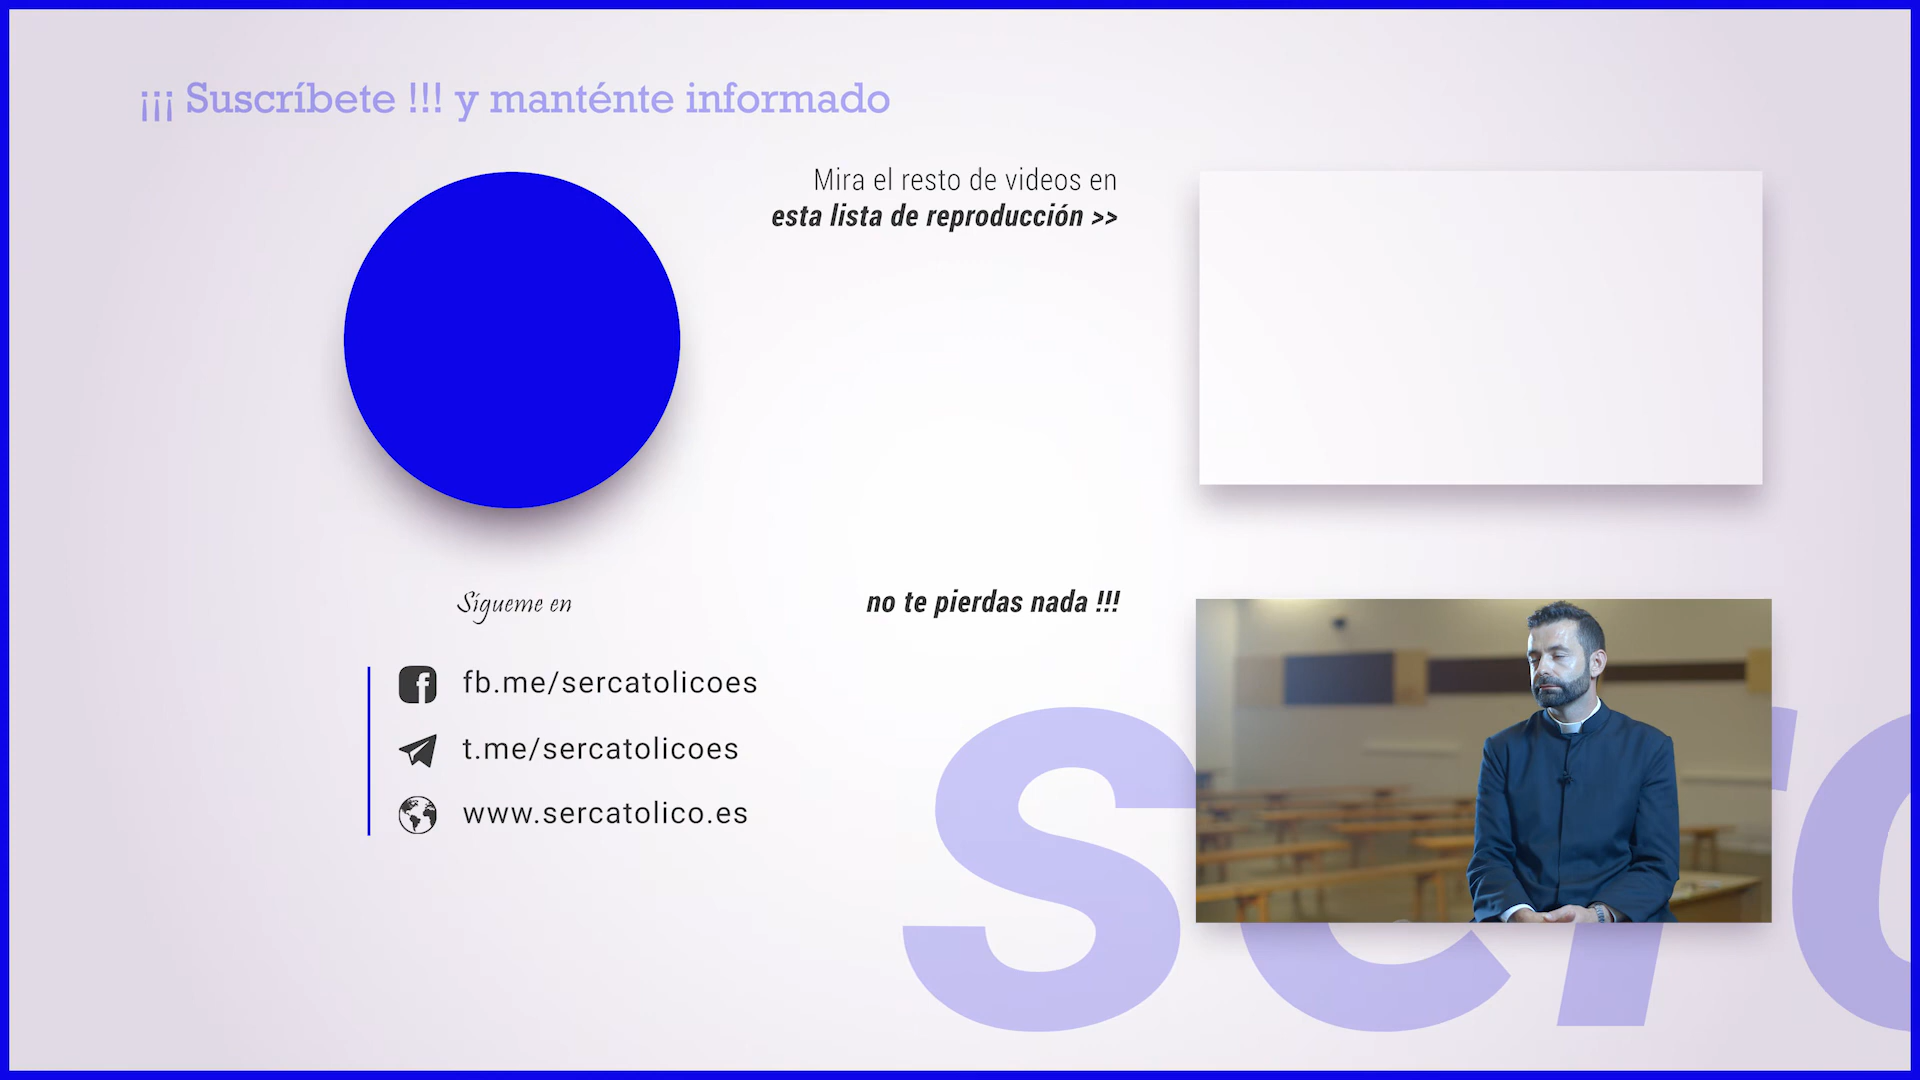 ¡¡¡ Suscríbete !!! y manténte informado
Mira el resto de videos en
esta lista de reproducción >>
Sígueme en
no te pierdas nada !!!
fb.me/sercatolicoes
t.me/sercatolicoes
www.sercatolico.es